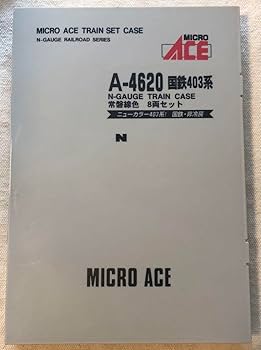 MICRO ACE TRAIN SET CASE
N-GAUGE RAILROAD SERIES
MICRO
ACE
A-4620 国鉄403系
N-GAUGE TRAIN CASE
常磐線色 8両セット
ニューカラー403系! 国鉄・非冷房
N
MICRO ACE